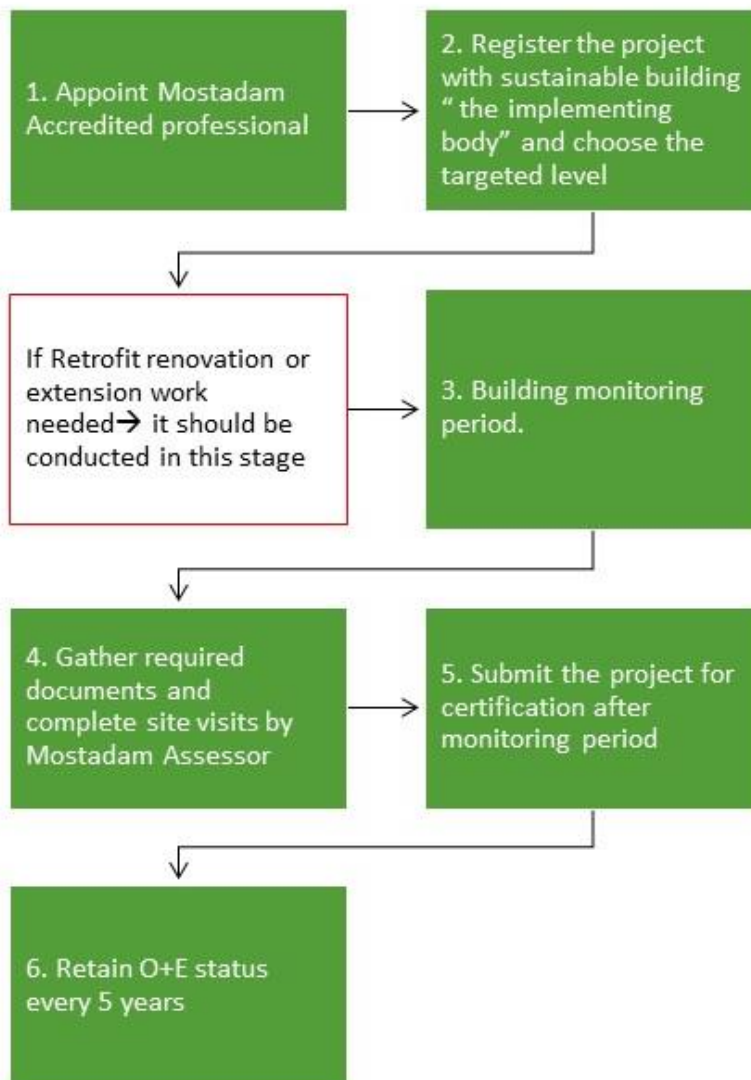 1. Appoint Mostadam
Accredited professional
2. Register the project
with sustainable building
“ the implementing
body” and choose the
targeted level
If Retrofit renovation or
extension work
needed→ it should be
conducted in this stage
3. Building monitoring
period.
4. Gather required
documents and
complete site visits by
Mostadam Assessor
5. Submit the project for
certification after
monitoring period
6. Retain O+E status
every 5 years